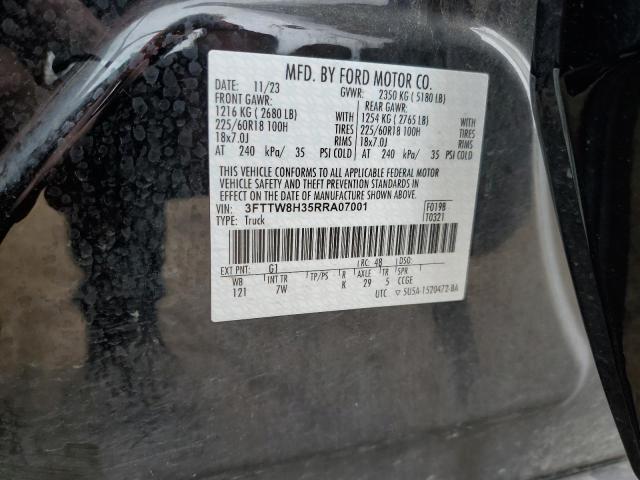 MFD. BY FORD MOTOR CO.
DATE: 11/23 GVWR: 2350 KG ( 5180 LB)
FRONT GAWR: REAR GAWR:
1216 KG ( 2680 LB) WITH 1254 KG ( 2765 LB) WITH
225/60R18 100H TIRES 225/60R18 100H TIRES
18x7.0J RIMS 18x7.0J RIMS
AT 240 kPa/ 35 PSI COLD AT 240 kPa/ 35 PSI COLD
THIS VEHICLE CONFORMS TO ALL APPLICABLE FEDERAL MOTOR
VEHICLE SAFETY AND THEFT PREVENTION STANDARDS IN
EFFECT ON THE DATE OF MANUFACTURE SHOWN ABOVE.
VIN: 3FTTW8H35RRA07001 F0198
TYPE: Truck T0321
EXT PNT: G1 RC: 48 DSO:
WB INT TR TP/PS R AXLE TR SPR
121 7W K 29 5 CCGE
UTC ▽ SU5A-1520472-BA